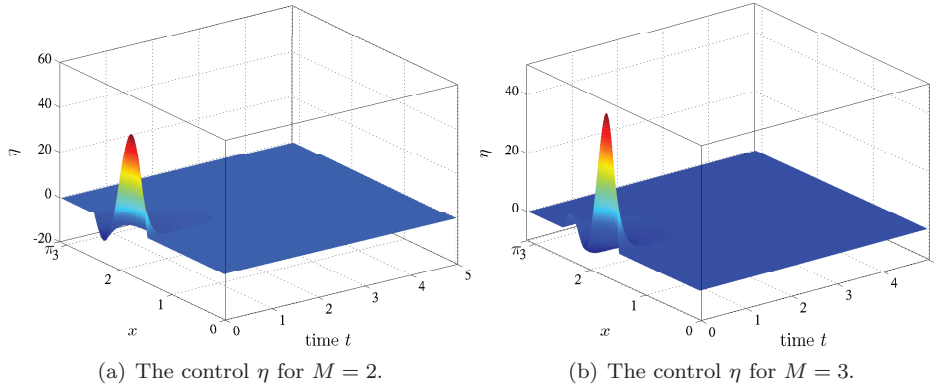 60
40
20
0
-20
η
π
3
2
1
0
x
0
1
2
3
4
5
time t
40
20
0
η
π
3
2
1
0
x
0
1
2
3
4
time t
(a) The control η for M = 2.
(b) The control η for M = 3.